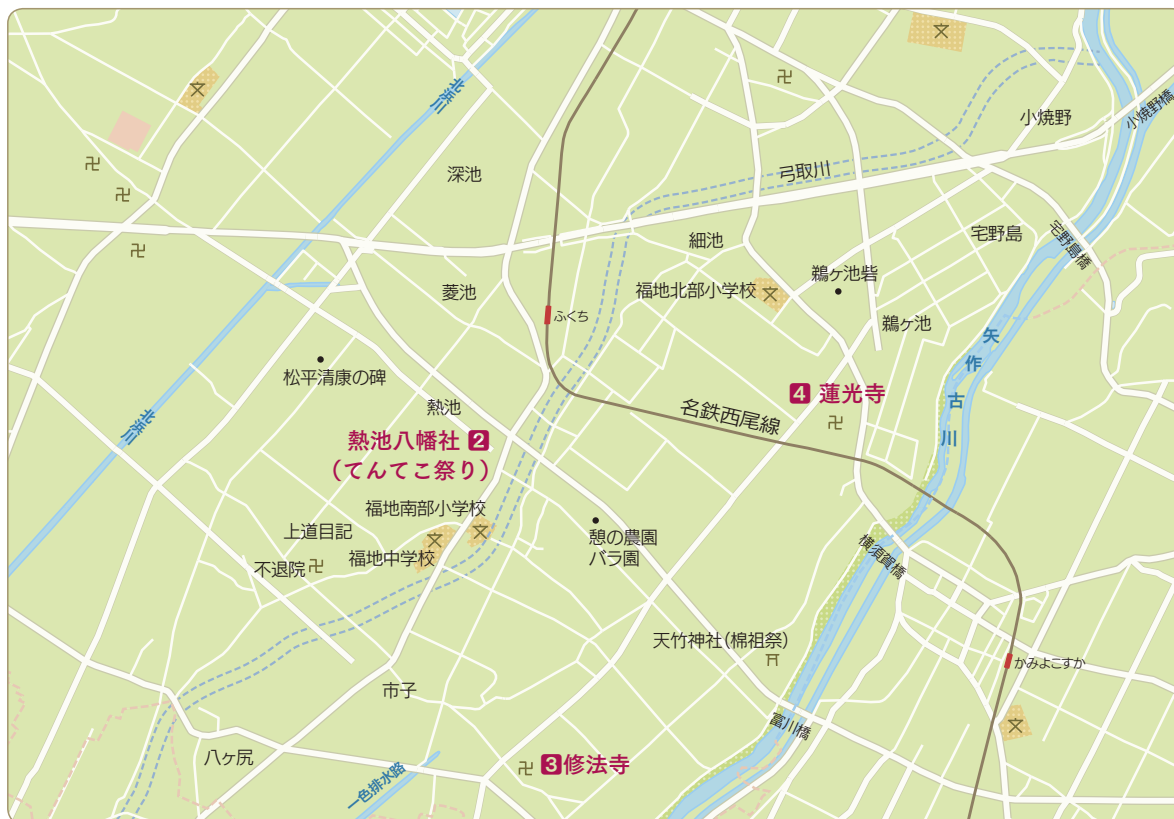 北浜川
小焼野
小焼野橋
深池
弓取川
細池
宅野島
宅野島橋
菱池
福地北部小学校
文
鵜ヶ池砦
ふくち
鵜ヶ池
矢作古川
松平清康の碑
4 蓮光寺
熱池
名鉄西尾線
北浜川
熱池八幡社 2
(てんてこ祭り)
福地南部小学校
上道目記
憩の農園
バラ園
福地中学校
不退院
横須賀橋
天竹神社(棉祖祭)
かみよこすか
市子
富川橋
八ヶ尻
3 修法寺
一色排水路